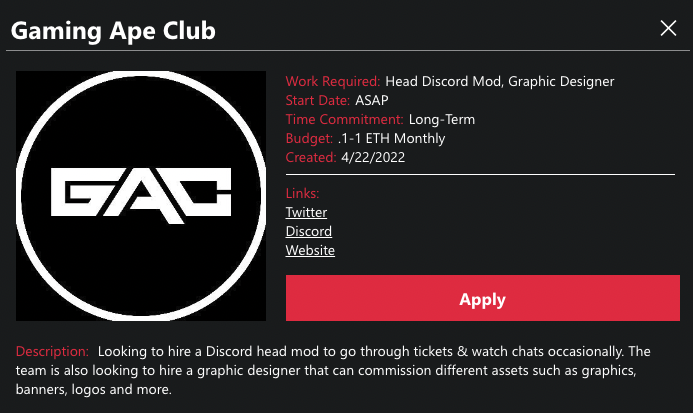 Gaming Ape Club
GAC
Work Required: Head Discord Mod, Graphic Designer
Start Date: ASAP
Time Commitment: Long-Term
Budget: .1-1 ETH Monthly
Created: 4/22/2022
Links:
Twitter
Discord
Website
Apply
Description: Looking to hire a Discord head mod to go through tickets & watch chats occasionally. The
team is also looking to hire a graphic designer that can commission different assets such as graphics,
banners, logos and more.